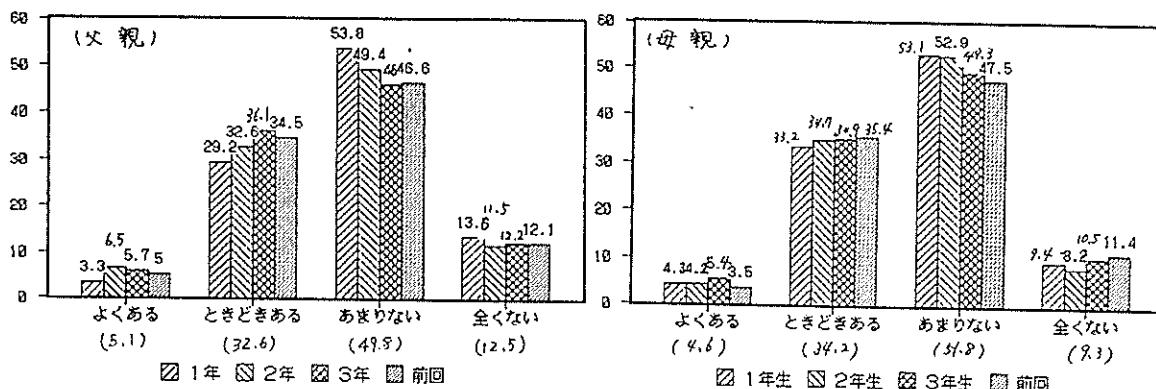 (父親)
60
50
40
30
20
10
0
3.3 6.5 5.7 5
29.2 32.6 36.1 34.5
53.8 49.4 46.6
13.6 11.5 12.2 12.1
よくある ときどきある あまりない 全くない
(5.1) (32.6) (49.8) (12.5)
1年 2年 3年 前回
(母親)
60
50
40
30
20
10
0
4.3 4.2 5.4 3.5
33.2 34.7 34.9 35.4
53.1 52.9 49.3 47.5
9.4 8.2 10.5 11.4
よくある ときどきある あまりない 全くない
(4.6) (34.2) (51.8) (9.3)
1年生 2年生 3年生 前回